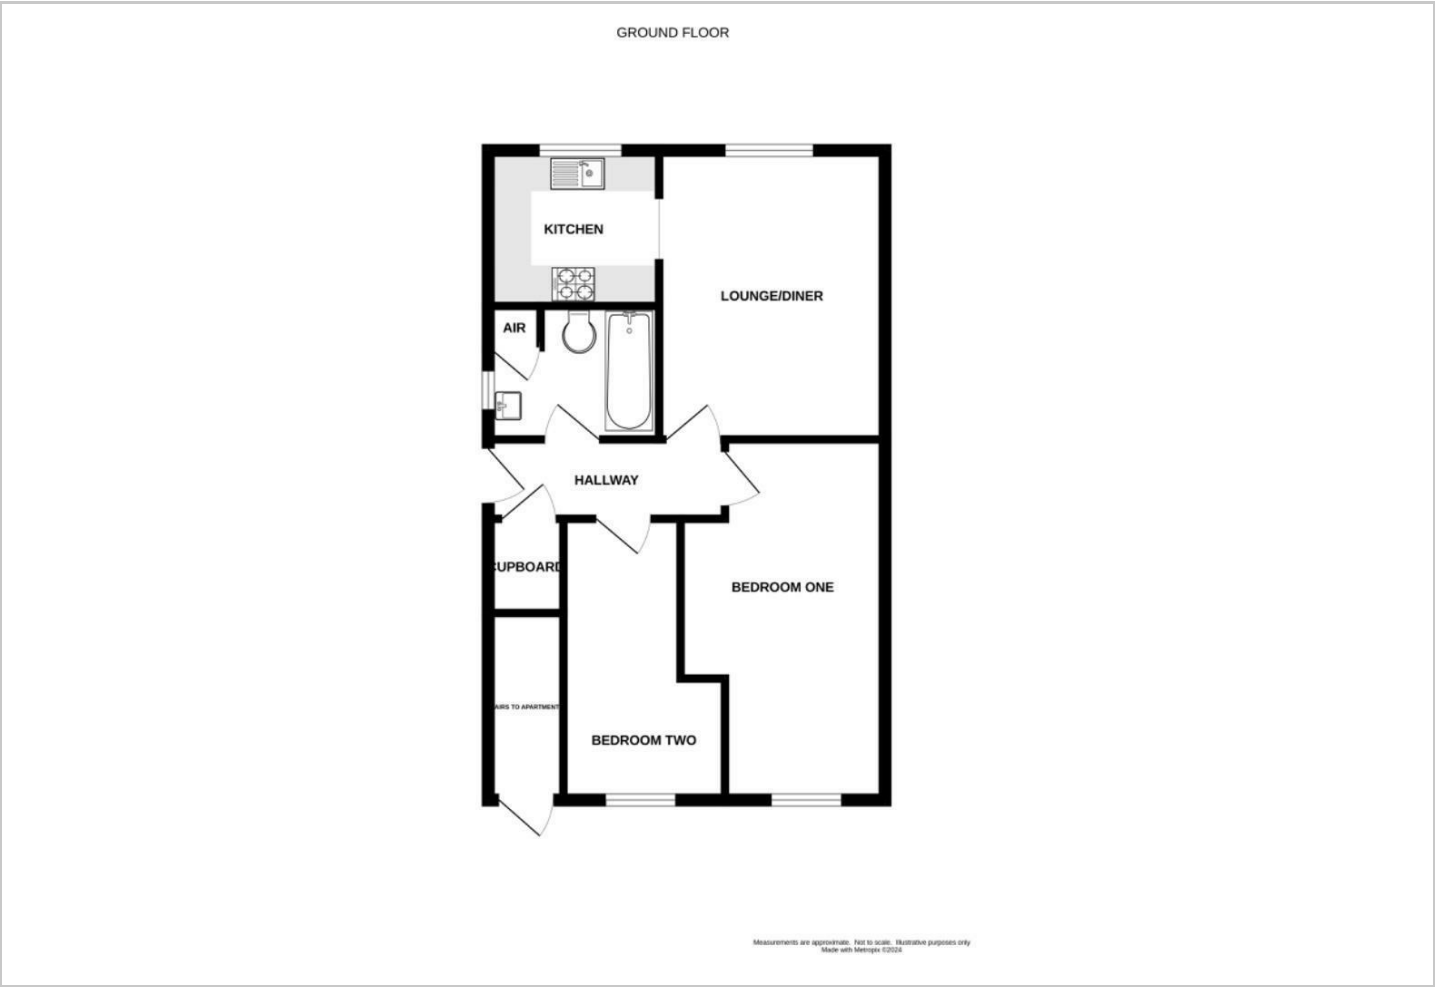 GROUND FLOOR
KITCHEN
LOUNGE/DINER
AIR
HALLWAY
CUPBOARD
BEDROOM ONE
AIRS TO APARTMENT
BEDROOM TWO
Measurements are approximate. Not to scale. Illustrative purposes only
Made with Metropix ©2024